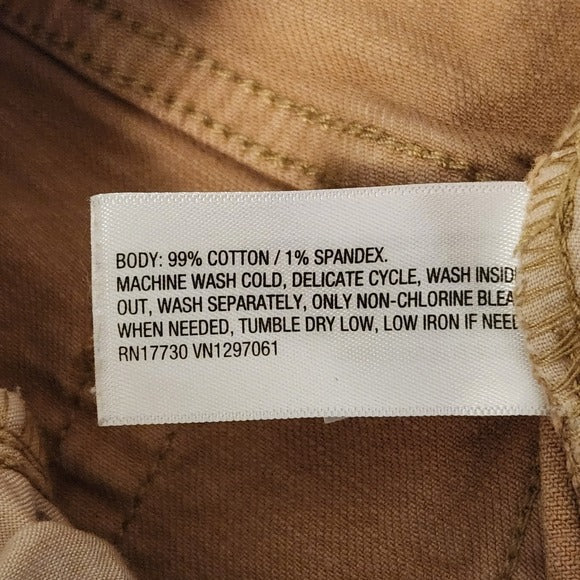 BODY: 99% COTTON / 1% SPANDEX.
MACHINE WASH COLD, DELICATE CYCLE, WASH INSID
OUT, WASH SEPARATELY, ONLY NON-CHLORINE BLEA
WHEN NEEDED, TUMBLE DRY LOW, LOW IRON IF NEE
RN17730 VN1297061